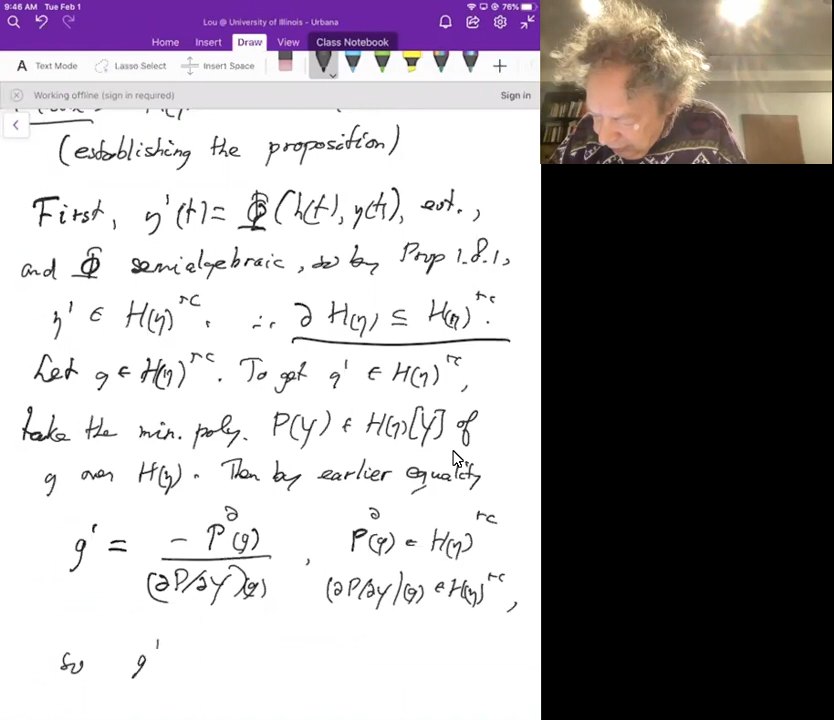 9:46 AM Tue Feb 1
Lou @ University of Illinois - Urbana
76%
Home Insert Draw View Class Notebook
A Text Mode Lasso Select Insert Space
Working offline (sign in required) Sign in
(establishing the proposition)
First, y'(t) = Φ(h(t), y(t)), evt.,
and Φ semialgebraic, so by Prop 1.8.1,
y' ∈ H(y)^rc. ∴ ∂ H(y) ⊆ H(y)^rc.
Let g ∈ H(y)^rc. To get g' ∈ H(y)^rc,
take the min. poly. P(Y) ∈ H(y)[Y] of
g over H(y). Then by earlier equality
g' = -P^∂(g) / (∂P/∂Y)(g), P^∂(g) ∈ H(y)^rc
(∂P/∂Y)(g) ∈ H(y)^rc,
so g'